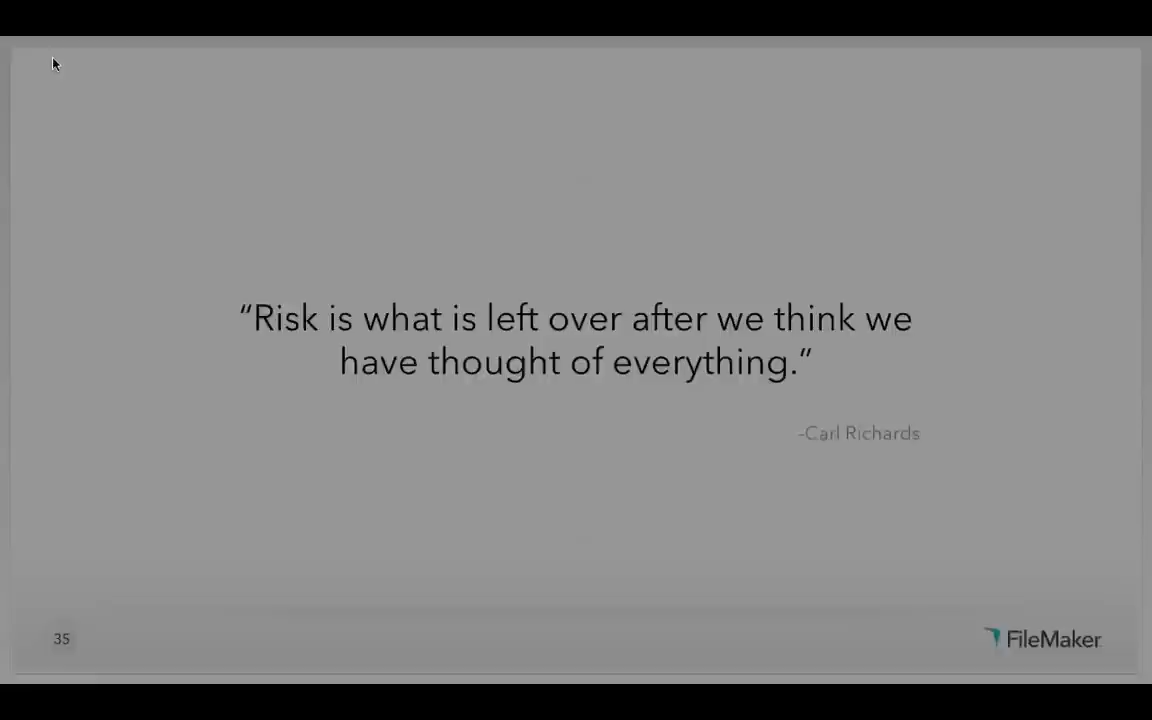 “Risk is what is left over after we think we
have thought of everything.”
-Carl Richards
35
FileMaker